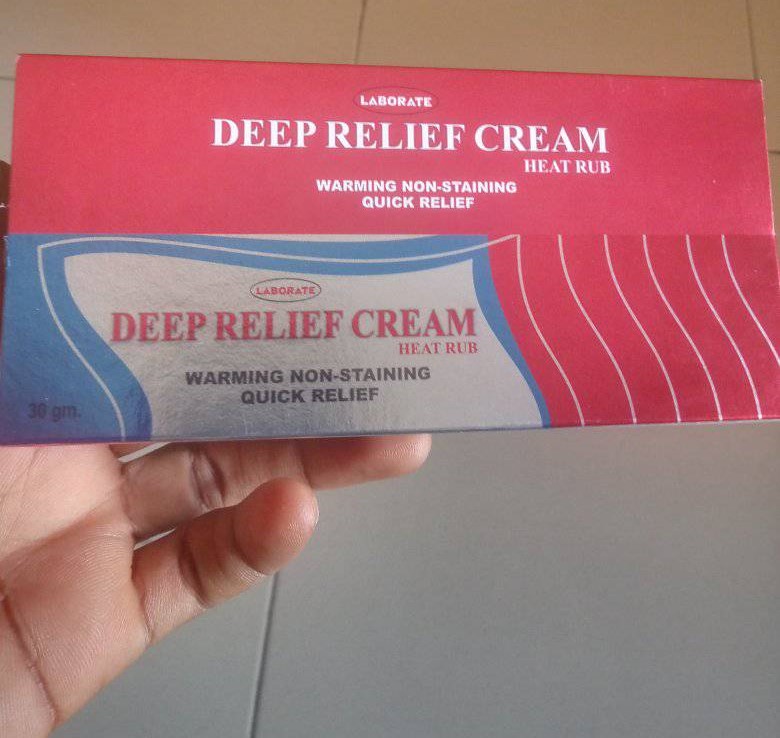 LABORATE
DEEP RELIEF CREAM
HEAT RUB
WARMING NON-STAINING
QUICK RELIEF
LABORATE
DEEP RELIEF CREAM
HEAT RUB
WARMING NON-STAINING
QUICK RELIEF
30 gm.